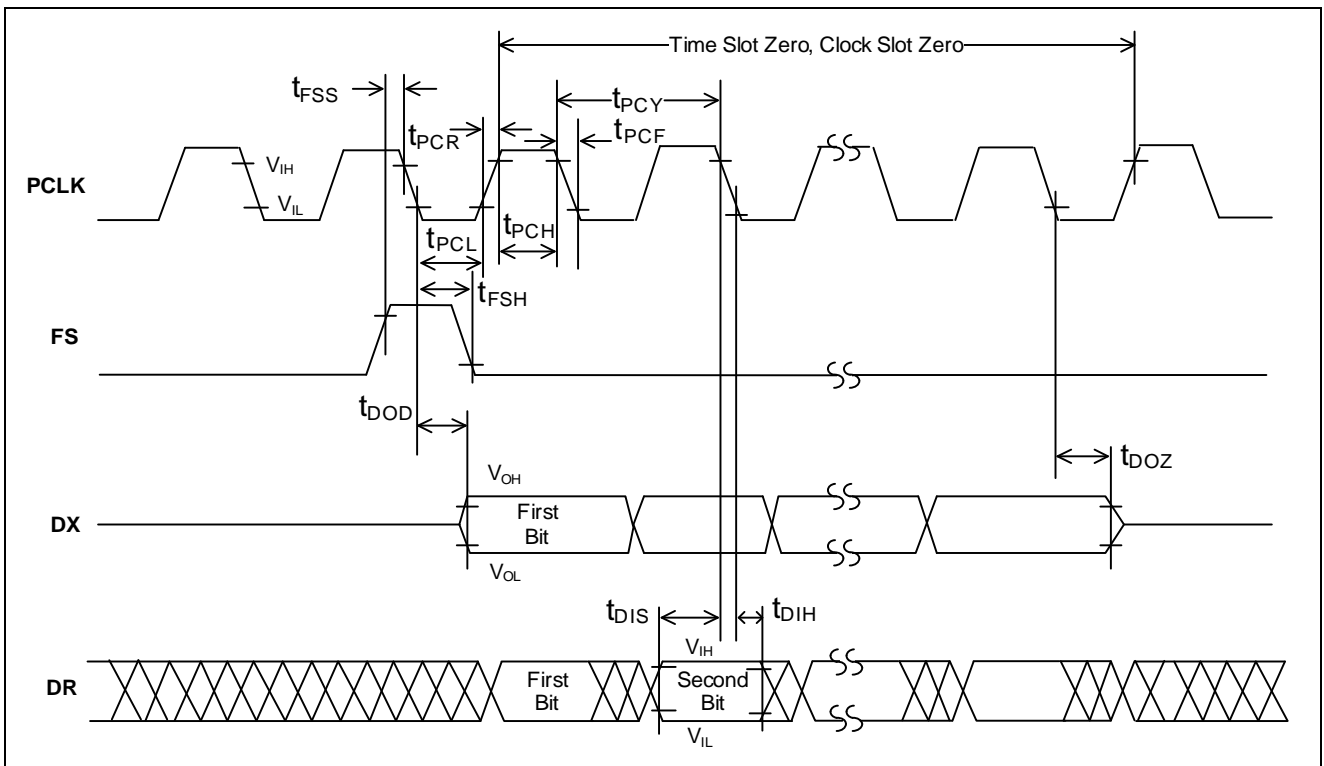 Time Slot Zero, Clock Slot Zero
tFSS
tPCY
tPCR
tPCF
VIH
PCLK
VIL
tPCL
tPCH
tFSH
FS
tDOD
tDOZ
VOH
First
Bit
DX
VOL
tDIS
tDIH
VIH
DR
First
Bit
Second
Bit
VIL